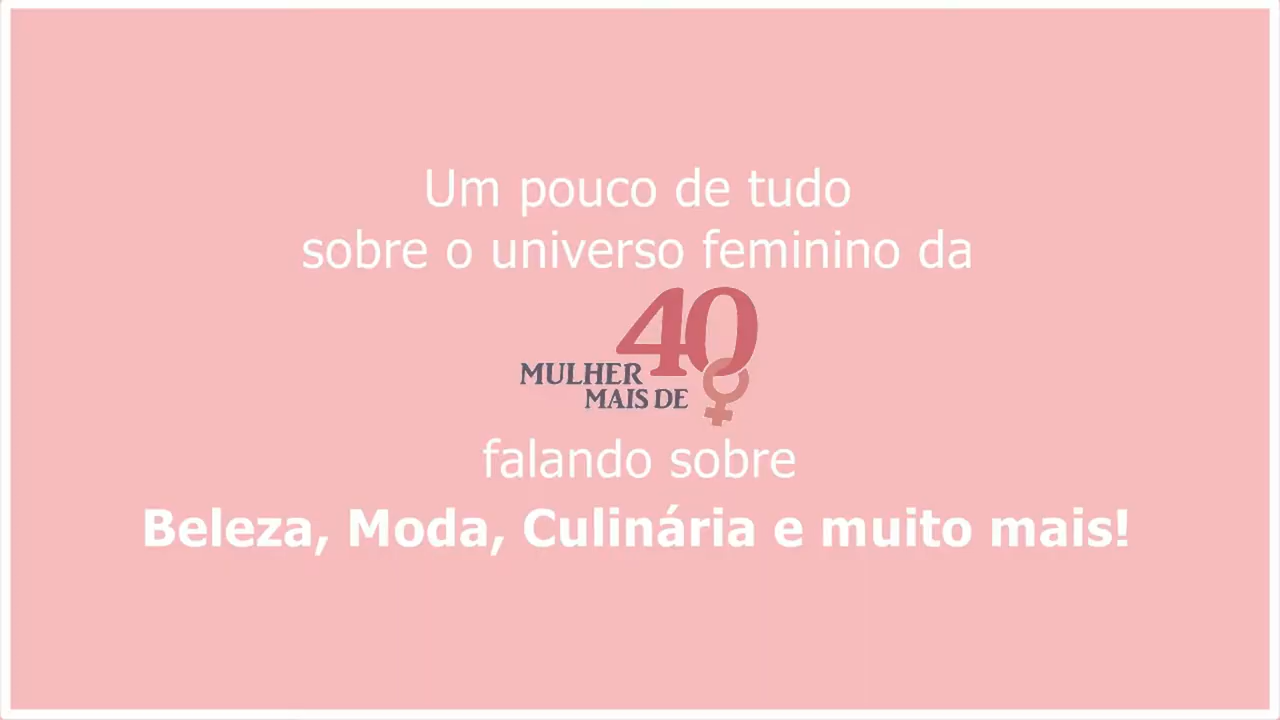 Um pouco de tudo
sobre o universo feminino da
40
MULHER
MAIS DE
falando sobre
Beleza, Moda, Culinária e muito mais!